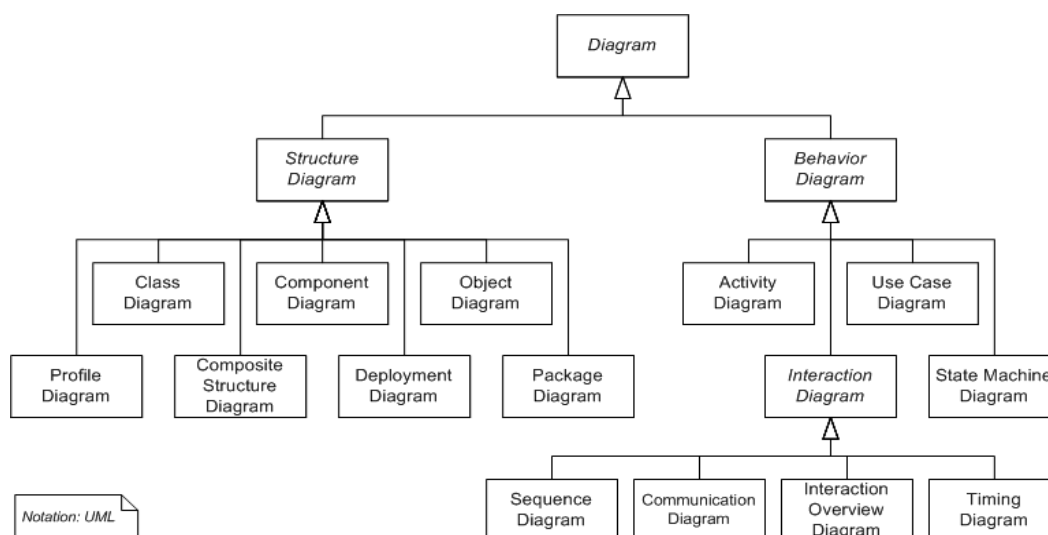 Diagram
Structure
Diagram
Behavior
Diagram
Class
Diagram
Component
Diagram
Object
Diagram
Activity
Diagram
Use Case
Diagram
Profile
Diagram
Composite
Structure
Diagram
Deployment
Diagram
Package
Diagram
Interaction
Diagram
State Machine
Diagram
Sequence
Diagram
Communication
Diagram
Interaction
Overview
Diagram
Timing
Diagram
Notation: UML